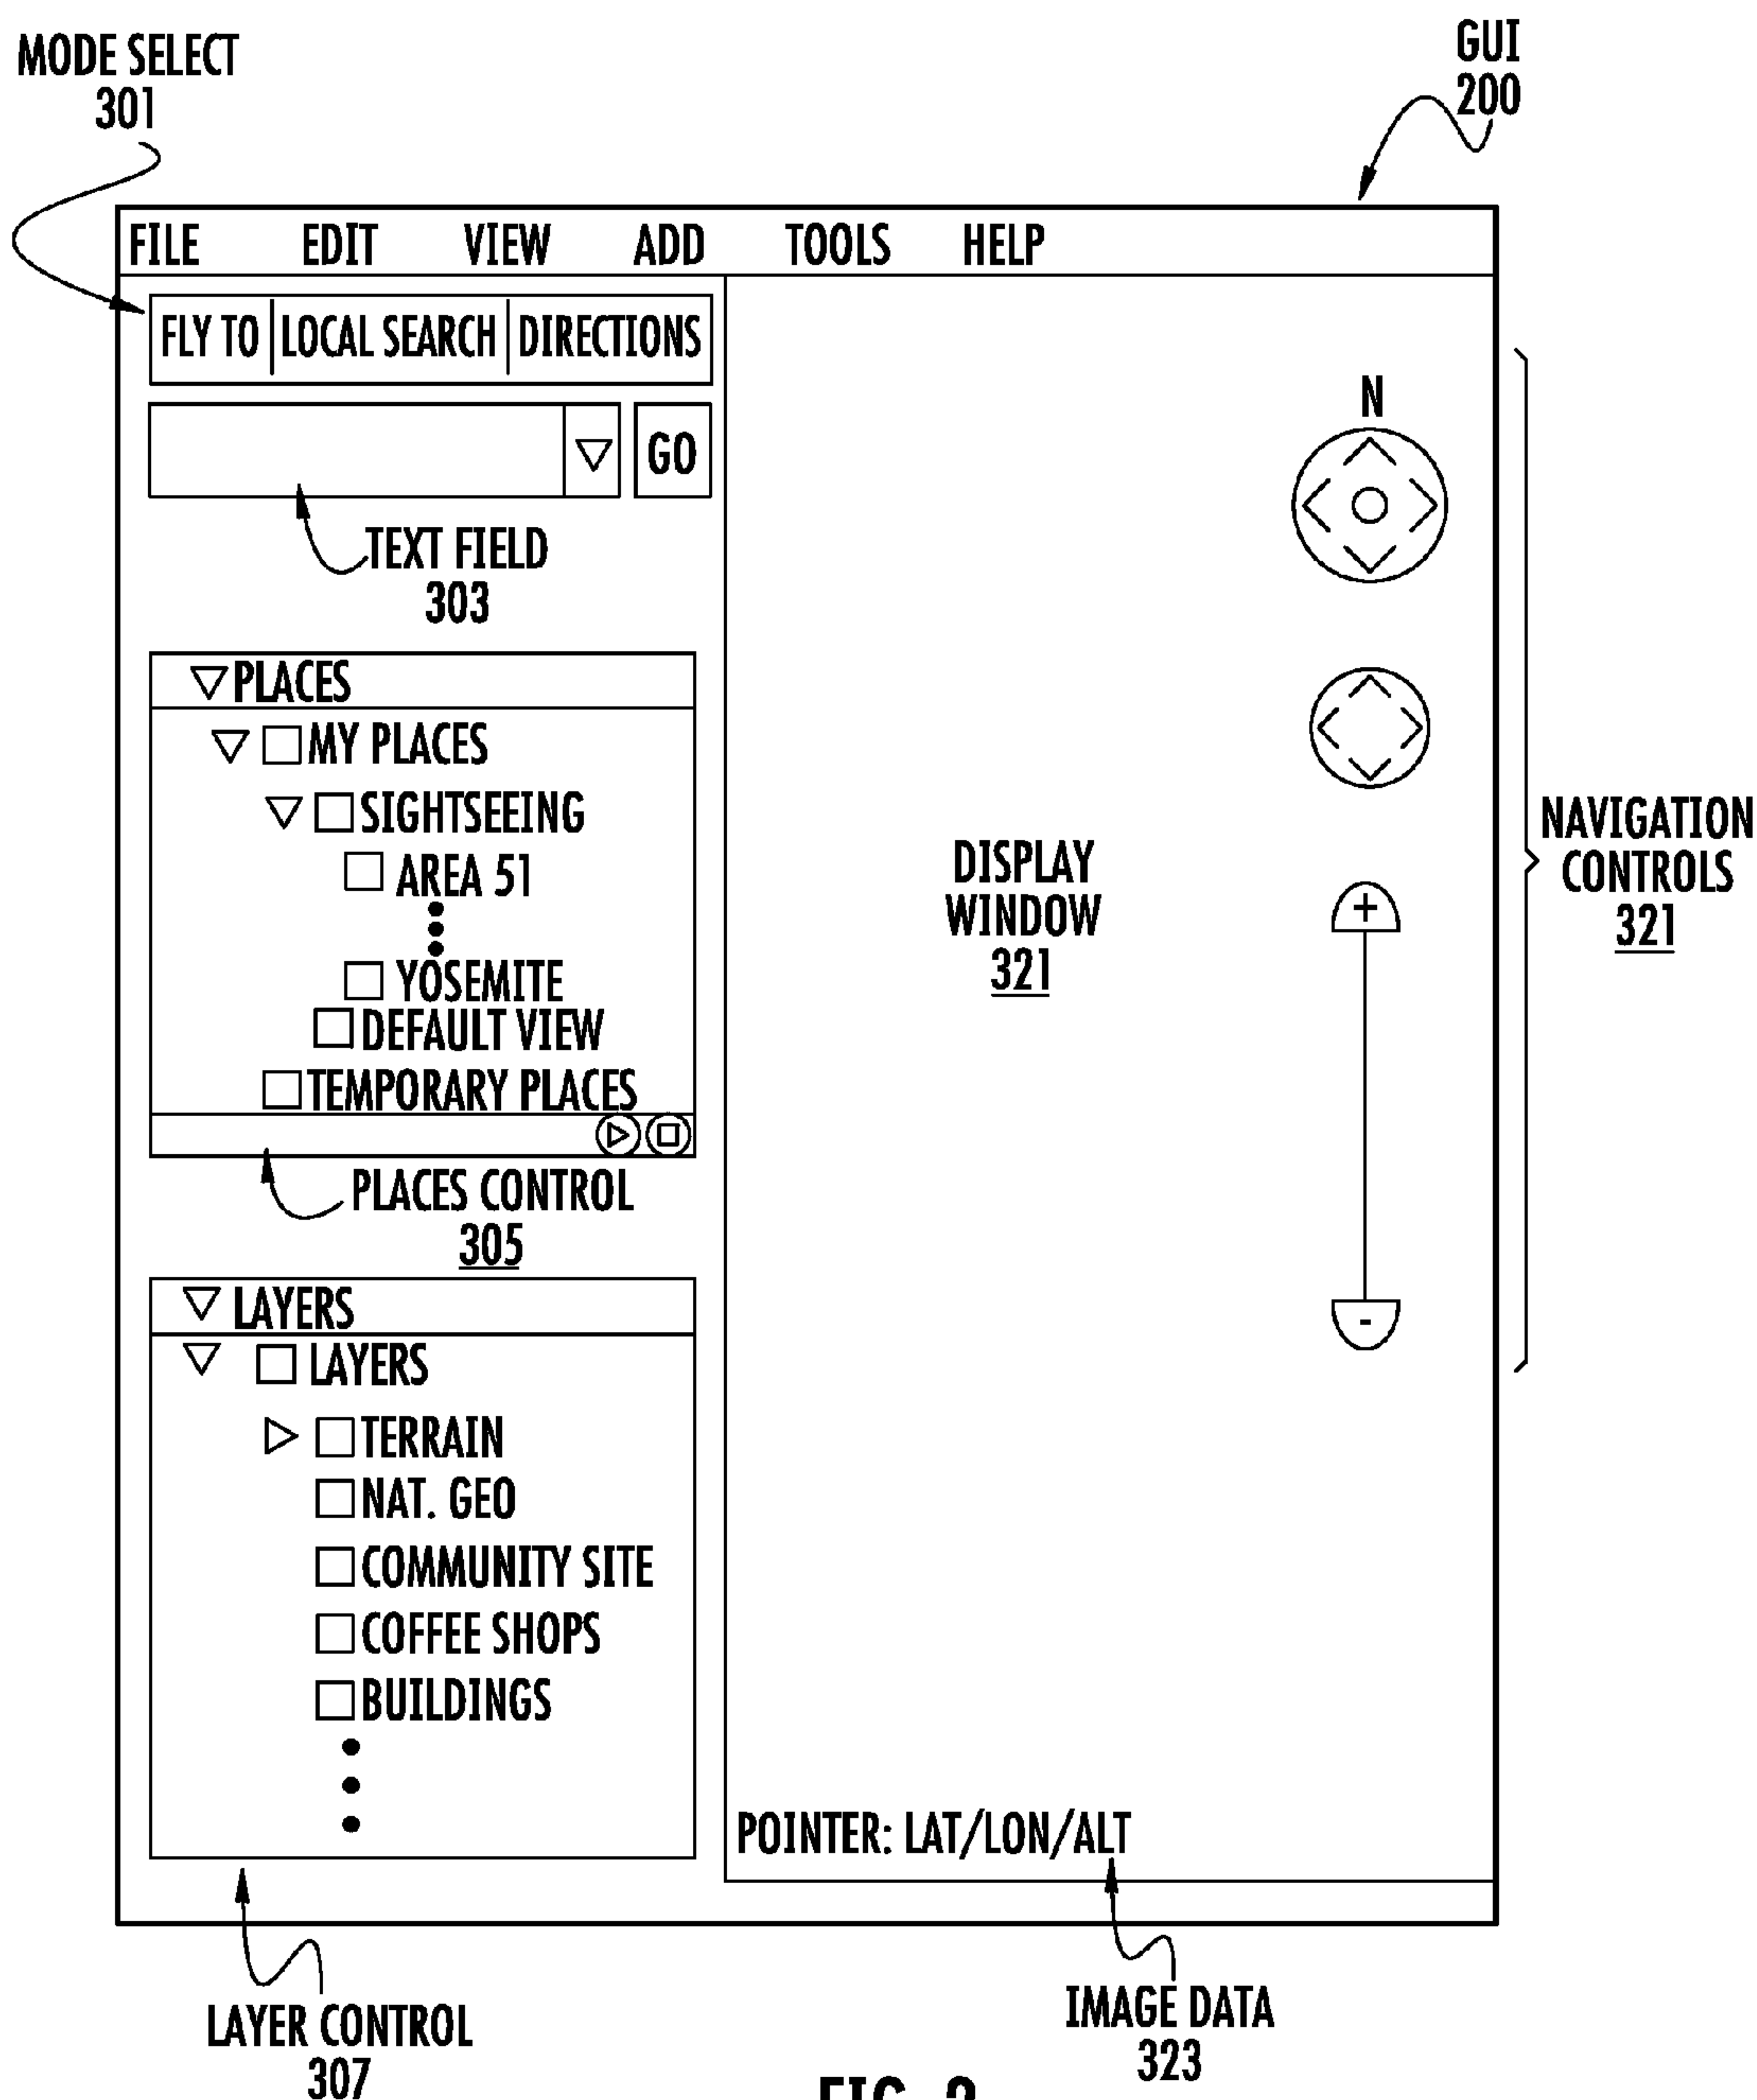 MODE SELECT
301
GUI
200
FILE EDIT VIEW ADD TOOLS HELP
FLY TO LOCAL SEARCH DIRECTIONS
GO
TEXT FIELD
303
PLACES
MY PLACES
SIGHTSEEING
AREA 51
YOSEMITE
DEFAULT VIEW
TEMPORARY PLACES
PLACES CONTROL
305
LAYERS
LAYERS
TERRAIN
NAT. GEO
COMMUNITY SITE
COFFEE SHOPS
BUILDINGS
LAYER CONTROL
307
N
DISPLAY
WINDOW
321
+
-
NAVIGATION
CONTROLS
321
POINTER: LAT/LON/ALT
IMAGE DATA
323
FIG.